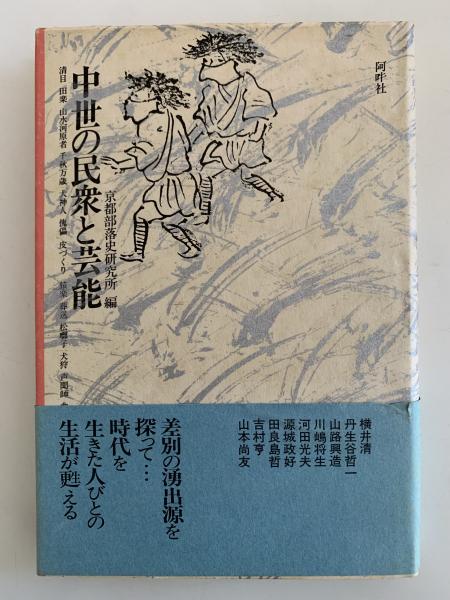 阿吽社
京都部落史研究所 編
中世の民衆と芸能
清目 田楽 山水河原者 千秋万歳 犬神人 傀儡 皮づくり 猿楽 葬送 松囃子 犬狩 声聞師
横井清
丹生谷哲一
山路興造
川嶋将生
河田光夫
源城政好
田良島哲
吉村亨
山本尚友
差別の湧出源を
探って…
時代を
生きた人びとの
生活が甦える